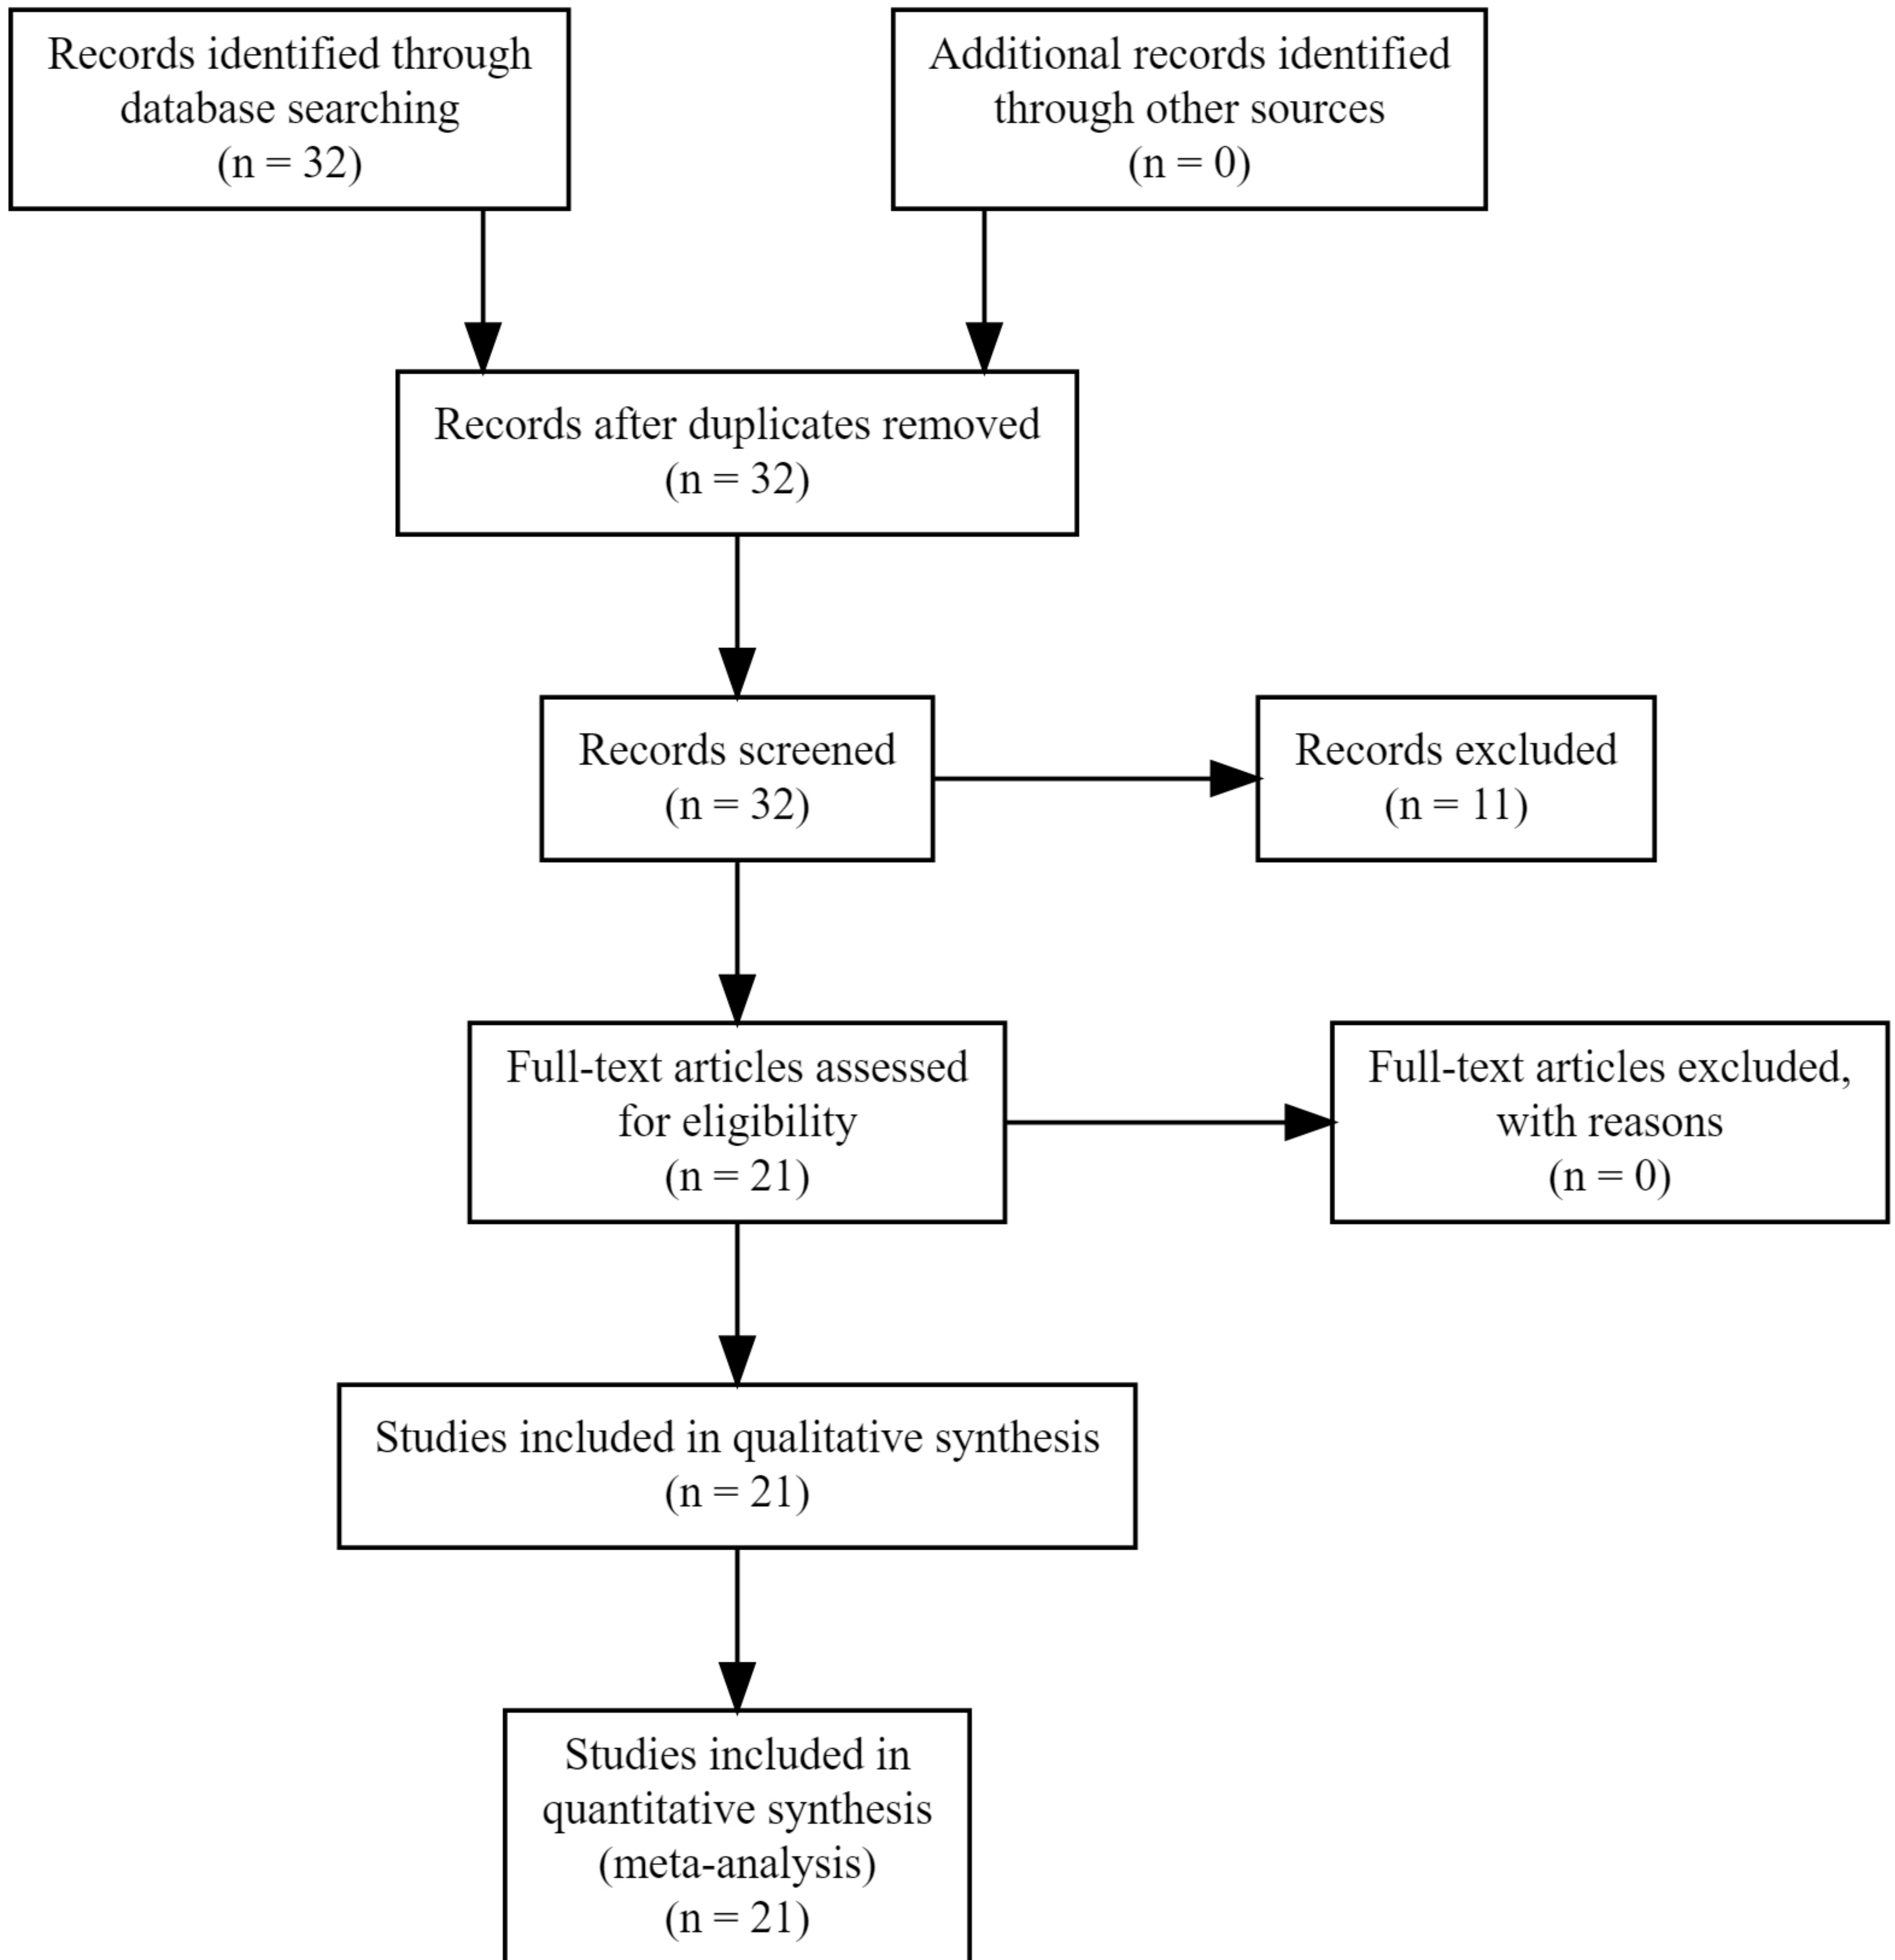 Records identified through
database searching
(n = 32)
Additional records identified
through other sources
(n = 0)
Records after duplicates removed
(n = 32)
Records screened
(n = 32)
Records excluded
(n = 11)
Full-text articles assessed
for eligibility
(n = 21)
Full-text articles excluded,
with reasons
(n = 0)
Studies included in qualitative synthesis
(n = 21)
Studies included in
quantitative synthesis
(meta-analysis)
(n = 21)